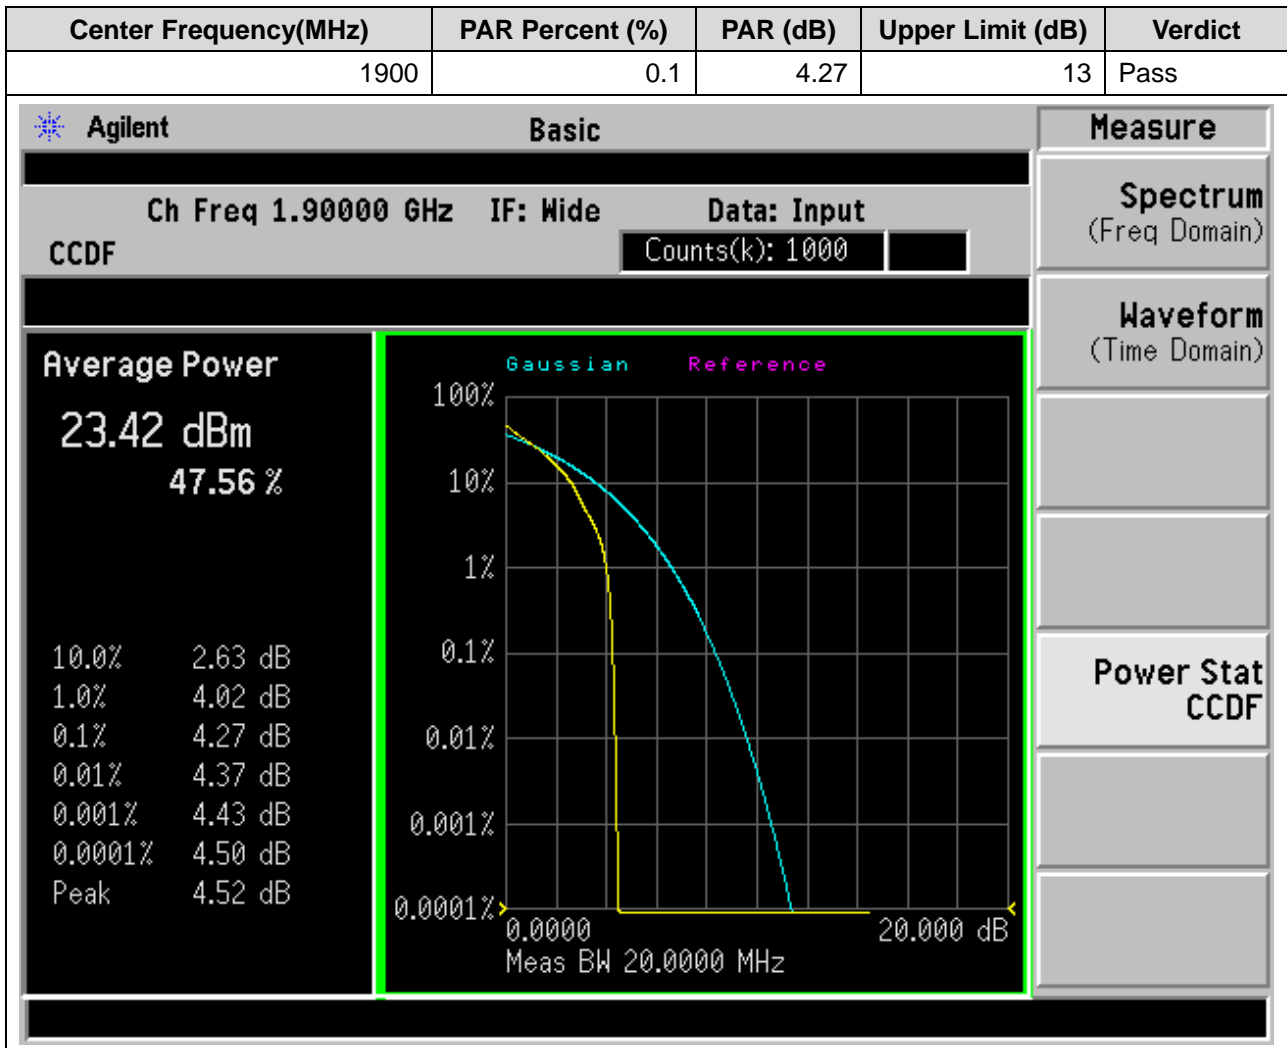 Center Frequency(MHz) PAR Percent (%) PAR (dB) Upper Limit (dB) Verdict
1900 0.1 4.27 13 Pass
Agilent Basic Measure
Ch Freq 1.90000 GHz IF: Wide Data: Input
CCDF Counts(k): 1000
Spectrum
(Freq Domain)
Waveform
(Time Domain)
Power Stat
CCDF
Average Power
23.42 dBm
47.56 %
10.0% 2.63 dB
1.0% 4.02 dB
0.1% 4.27 dB
0.01% 4.37 dB
0.001% 4.43 dB
0.0001% 4.50 dB
Peak 4.52 dB
Gaussian Reference
100%
10%
1%
0.1%
0.01%
0.001%
0.0001%
0.0000 20.000 dB
Meas BW 20.0000 MHz